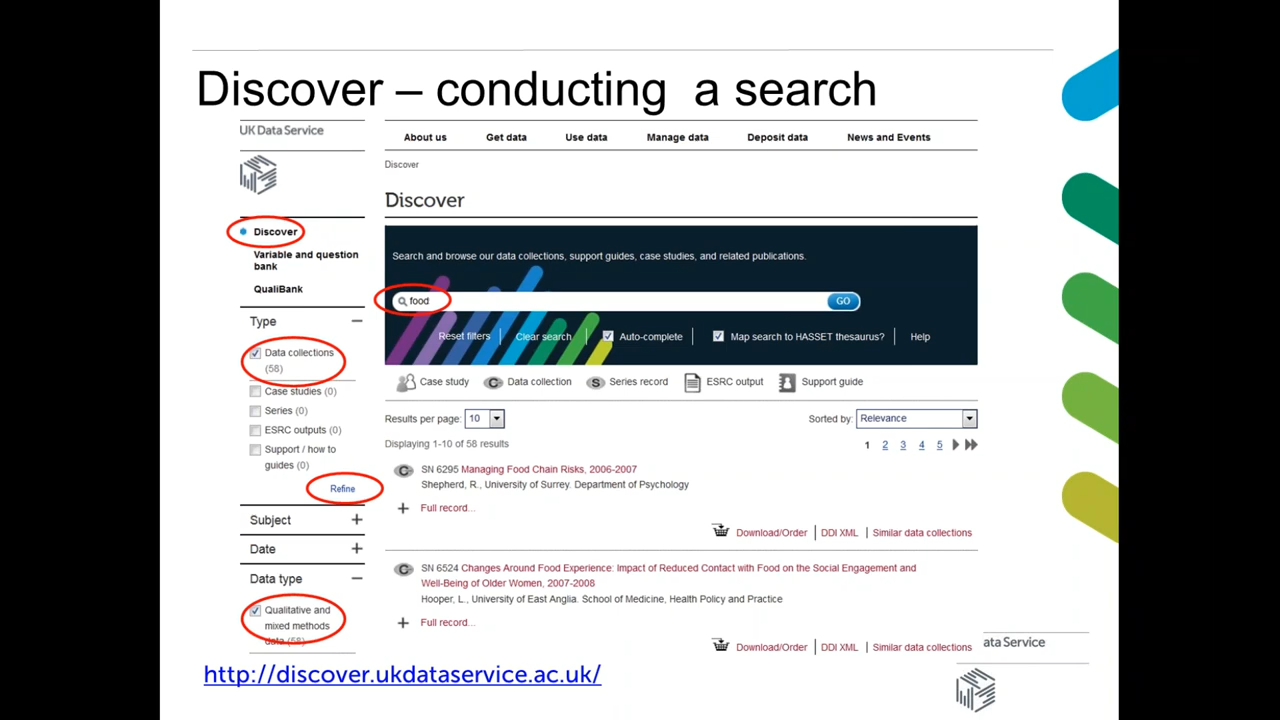 Discover – conducting a search
UK Data Service
About us Get data Use data Manage data Deposit data News and Events
Discover
Discover
Discover
Variable and question
bank
QualiBank
Type
Data collections
(58)
Case studies (0)
Series (0)
ESRC outputs (0)
Support / how to
guides (0)
Refine
Subject
Date
Data type
Qualitative and
mixed methods
data (58)
Search and browse our data collections, support guides, case studies, and related publications.
food GO
Reset filters Clear search Auto-complete Map search to HASSET thesaurus? Help
Case study Data collection Series record ESRC output Support guide
Results per page: 10 Sorted by: Relevance
Displaying 1-10 of 58 results 1 2 3 4 5
SN 6295 Managing Food Chain Risks, 2006-2007
Shepherd, R., University of Surrey. Department of Psychology
Full record...
Download/Order DDI XML Similar data collections
SN 6524 Changes Around Food Experience: Impact of Reduced Contact with Food on the Social Engagement and
Well-Being of Older Women, 2007-2008
Hooper, L., University of East Anglia. School of Medicine, Health Policy and Practice
Full record...
Download/Order DDI XML Similar data collections
ata Service
http://discover.ukdataservice.ac.uk/